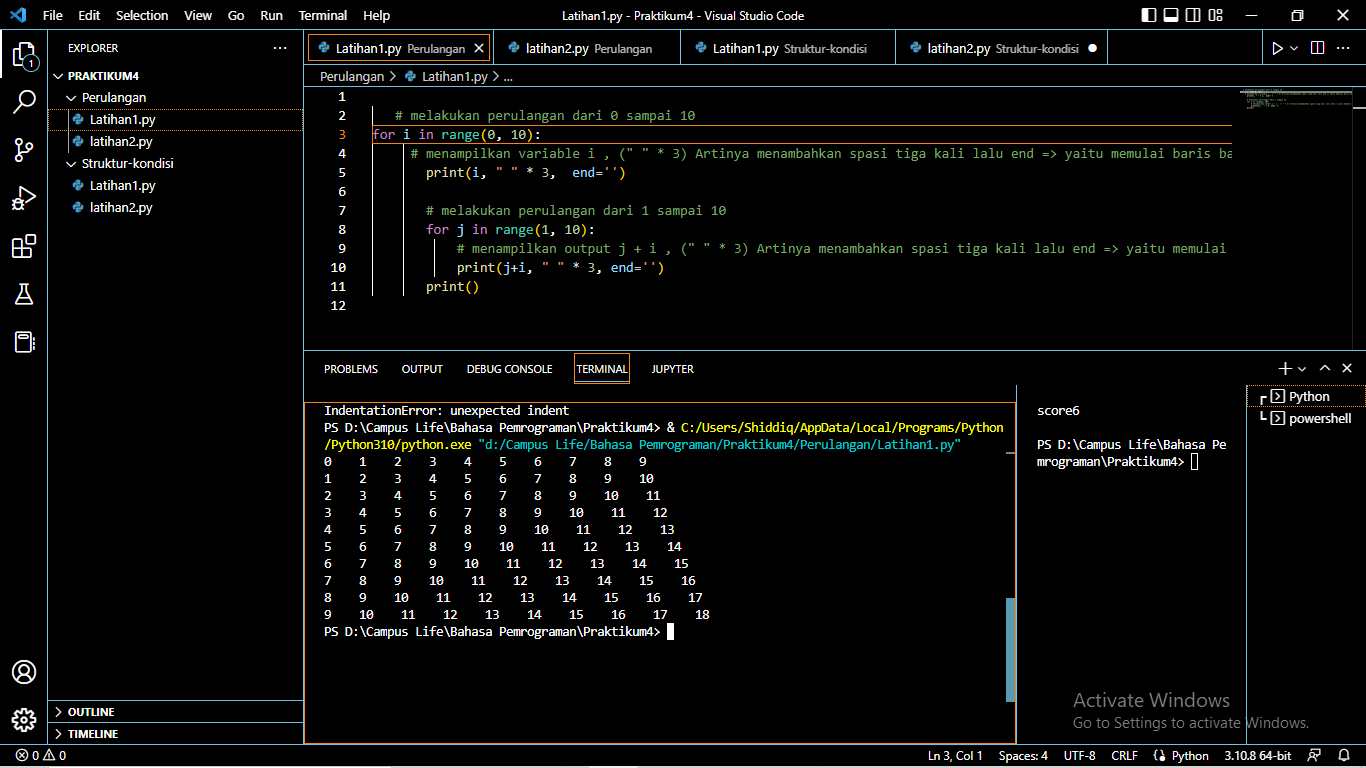 File Edit Selection View Go Run Terminal Help
Latihan1.py - Praktikum4 - Visual Studio Code
1
EXPLORER
PRAKTIKUM4
Perulangan
Latihan1.py
latihan2.py
Struktur-kondisi
Latihan1.py
latihan2.py
OUTLINE
TIMELINE
Latihan1.py Perulangan
latihan2.py Perulangan
Latihan1.py Struktur-kondisi
latihan2.py Struktur-kondisi
Perulangan > Latihan1.py > ...
1
2 # melakukan perulangan dari 0 sampai 10
3 for i in range(0, 10):
4 # menampilkan variable i , (" " * 3) Artinya menambahkan spasi tiga kali lalu end => yaitu memulai baris ba
5 print(i, " " * 3,  end='')
6
7 # melakukan perulangan dari 1 sampai 10
8 for j in range(1, 10):
9 # menampilkan output j + i , (" " * 3) Artinya menambahkan spasi tiga kali lalu end => yaitu memulai
10 print(j+i, " " * 3, end='')
11 print()
12
PROBLEMS OUTPUT DEBUG CONSOLE TERMINAL JUPYTER
IndentationError: unexpected indent
PS D:\Campus Life\Bahasa Pemrograman\Praktikum4> & C:/Users/Shiddiq/AppData/Local/Programs/Python
/Python310/python.exe "d:/Campus Life/Bahasa Pemrograman/Praktikum4/Perulangan/Latihan1.py"
0 1 2 3 4 5 6 7 8 9
1 2 3 4 5 6 7 8 9 10
2 3 4 5 6 7 8 9 10 11
3 4 5 6 7 8 9 10 11 12
4 5 6 7 8 9 10 11 12 13
5 6 7 8 9 10 11 12 13 14
6 7 8 9 10 11 12 13 14 15
7 8 9 10 11 12 13 14 15 16
8 9 10 11 12 13 14 15 16 17
9 10 11 12 13 14 15 16 17 18
PS D:\Campus Life\Bahasa Pemrograman\Praktikum4>
score6
PS D:\Campus Life\Bahasa Pe
mrograman\Praktikum4>
Python
powershell
Activate Windows
Go to Settings to activate Windows.
0 0
Ln 3, Col 1 Spaces: 4 UTF-8 CRLF Python 3.10.8 64-bit